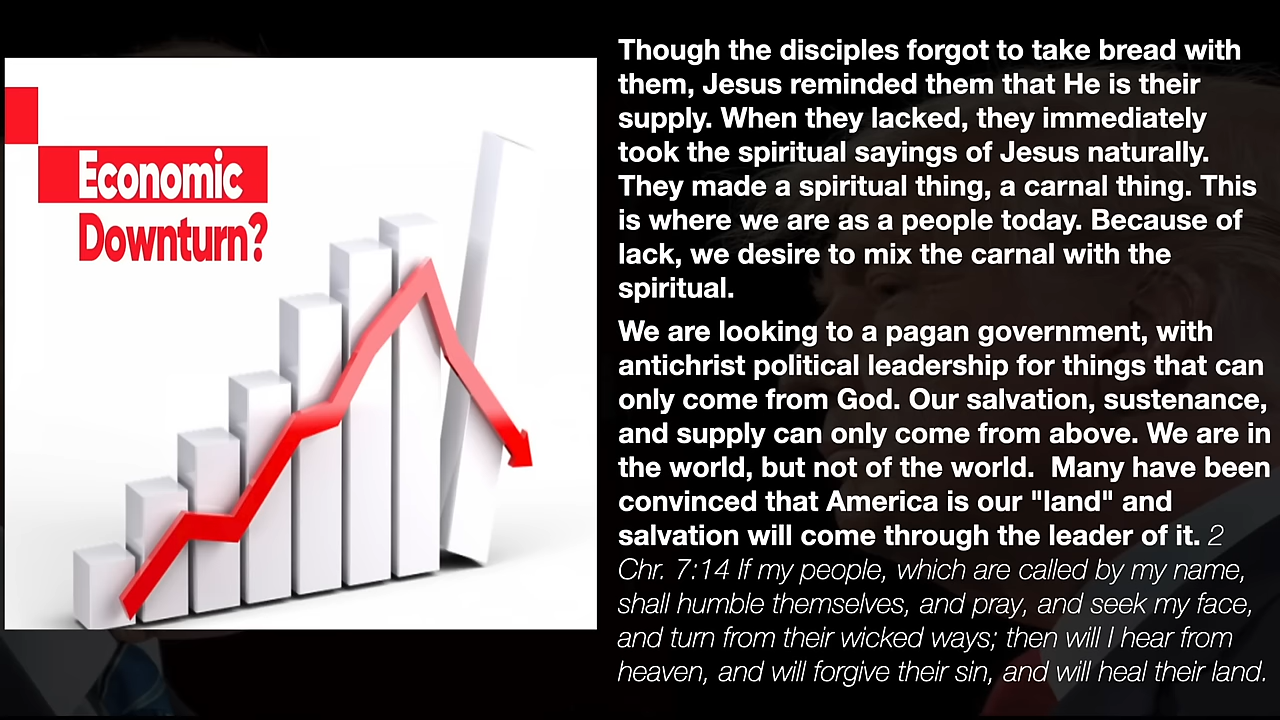 Economic
Downturn?
Though the disciples forgot to take bread with
them, Jesus reminded them that He is their
supply. When they lacked, they immediately
took the spiritual sayings of Jesus naturally.
They made a spiritual thing, a carnal thing. This
is where we are as a people today. Because of
lack, we desire to mix the carnal with the
spiritual.
We are looking to a pagan government, with
antichrist political leadership for things that can
only come from God. Our salvation, sustenance,
and supply can only come from above. We are in
the world, but not of the world.  Many have been
convinced that America is our "land" and
salvation will come through the leader of it. 2
Chr. 7:14 If my people, which are called by my name,
shall humble themselves, and pray, and seek my face,
and turn from their wicked ways; then will I hear from
heaven, and will forgive their sin, and will heal their land.